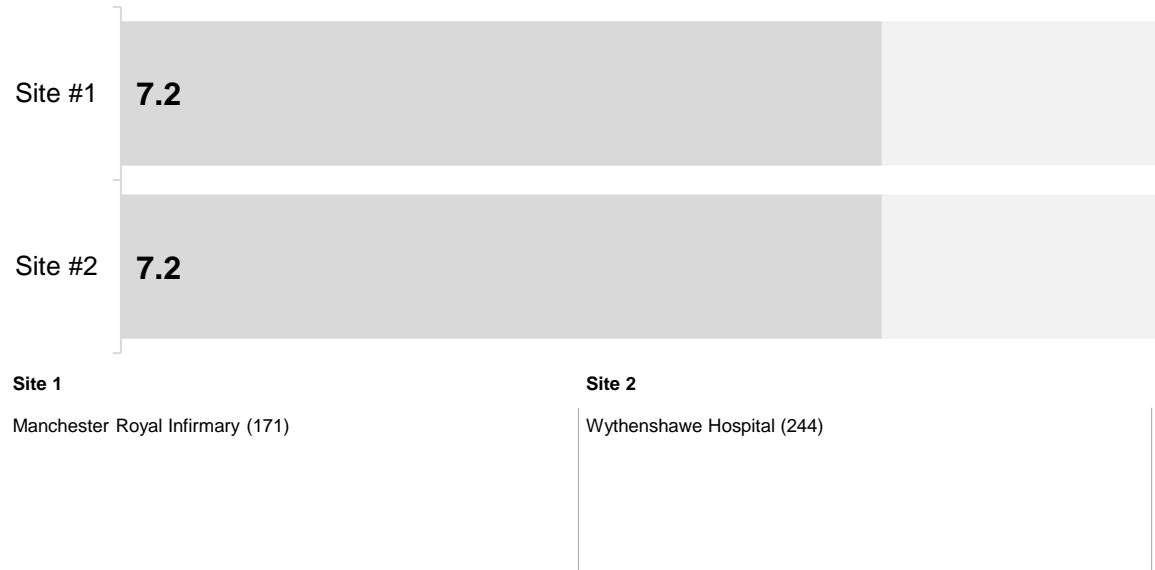 Site #1 7.2
Site #2 7.2
Site 1
Manchester Royal Infirmary (171)
Site 2
Wythenshawe Hospital (244)